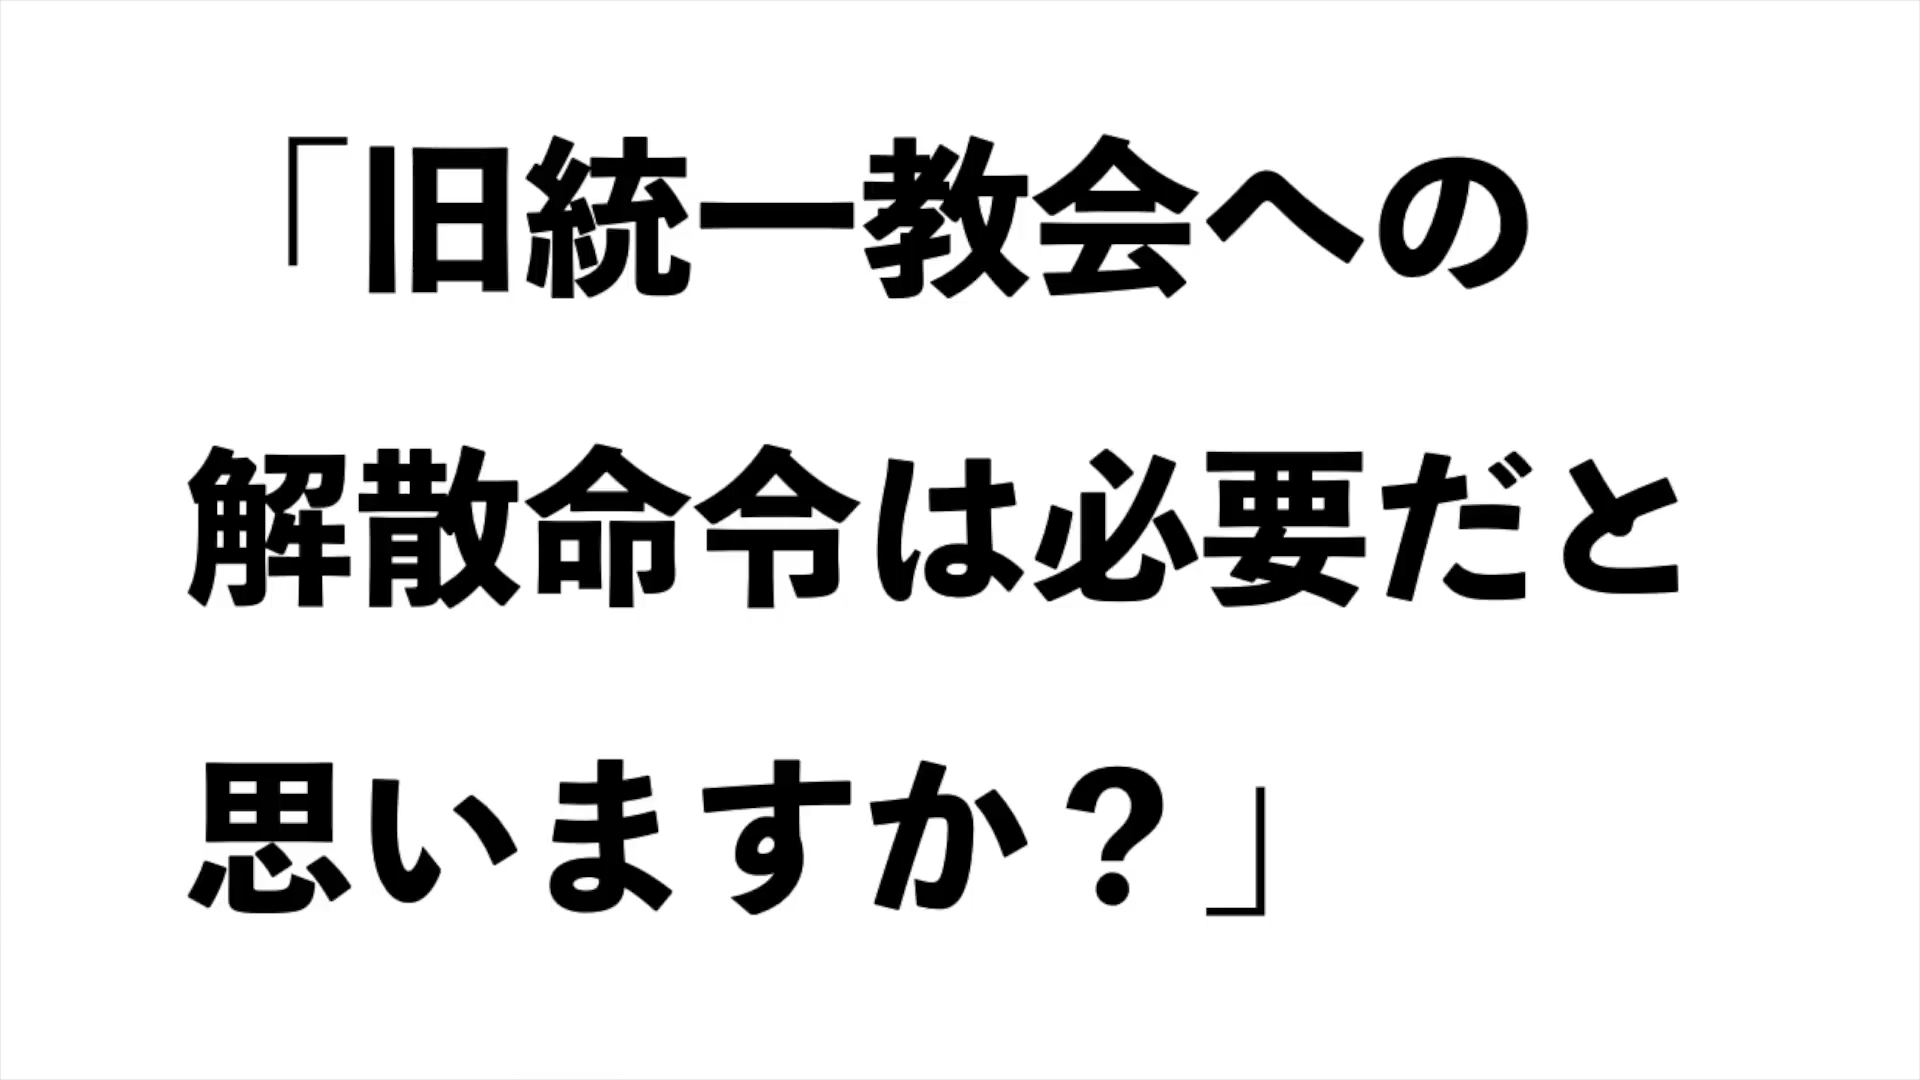 「旧統一教会への
解散命令は必要だと
思いますか？」